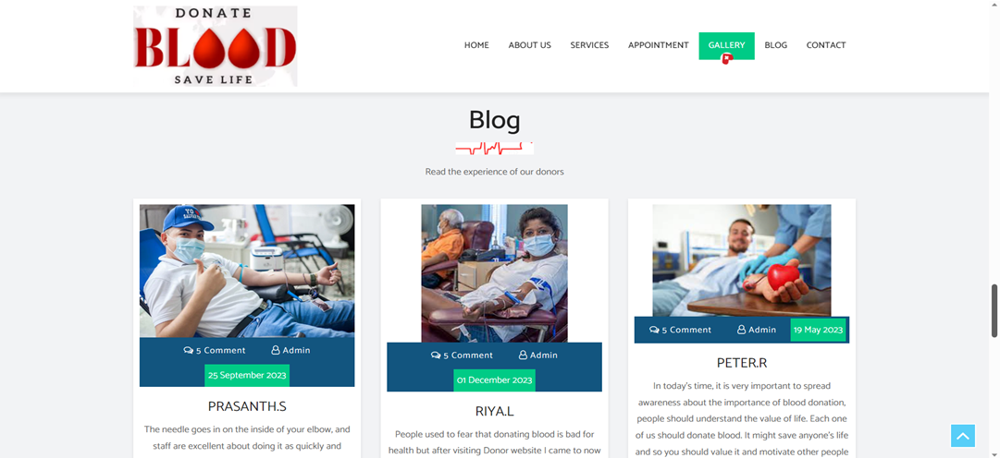 DONATE
BLOOD
SAVE LIFE
HOME ABOUT US SERVICES APPOINTMENT GALLERY BLOG CONTACT
Blog
Read the experience of our donors
5 Comment Admin
25 September 2023
PRASANTH.S
The needle goes in on the inside of your elbow, and
staff are excellent about doing it as quickly and
5 Comment Admin
01 December 2023
RIYA.L
People used to fear that donating blood is bad for
health but after visiting Donor website I came to now
5 Comment Admin 19 May 2023
PETER.R
In today's time, it is very important to spread
awareness about the importance of blood donation,
people should understand the value of life. Each one
of us should donate blood. It might save anyone's life
and so you should value it and motivate other people